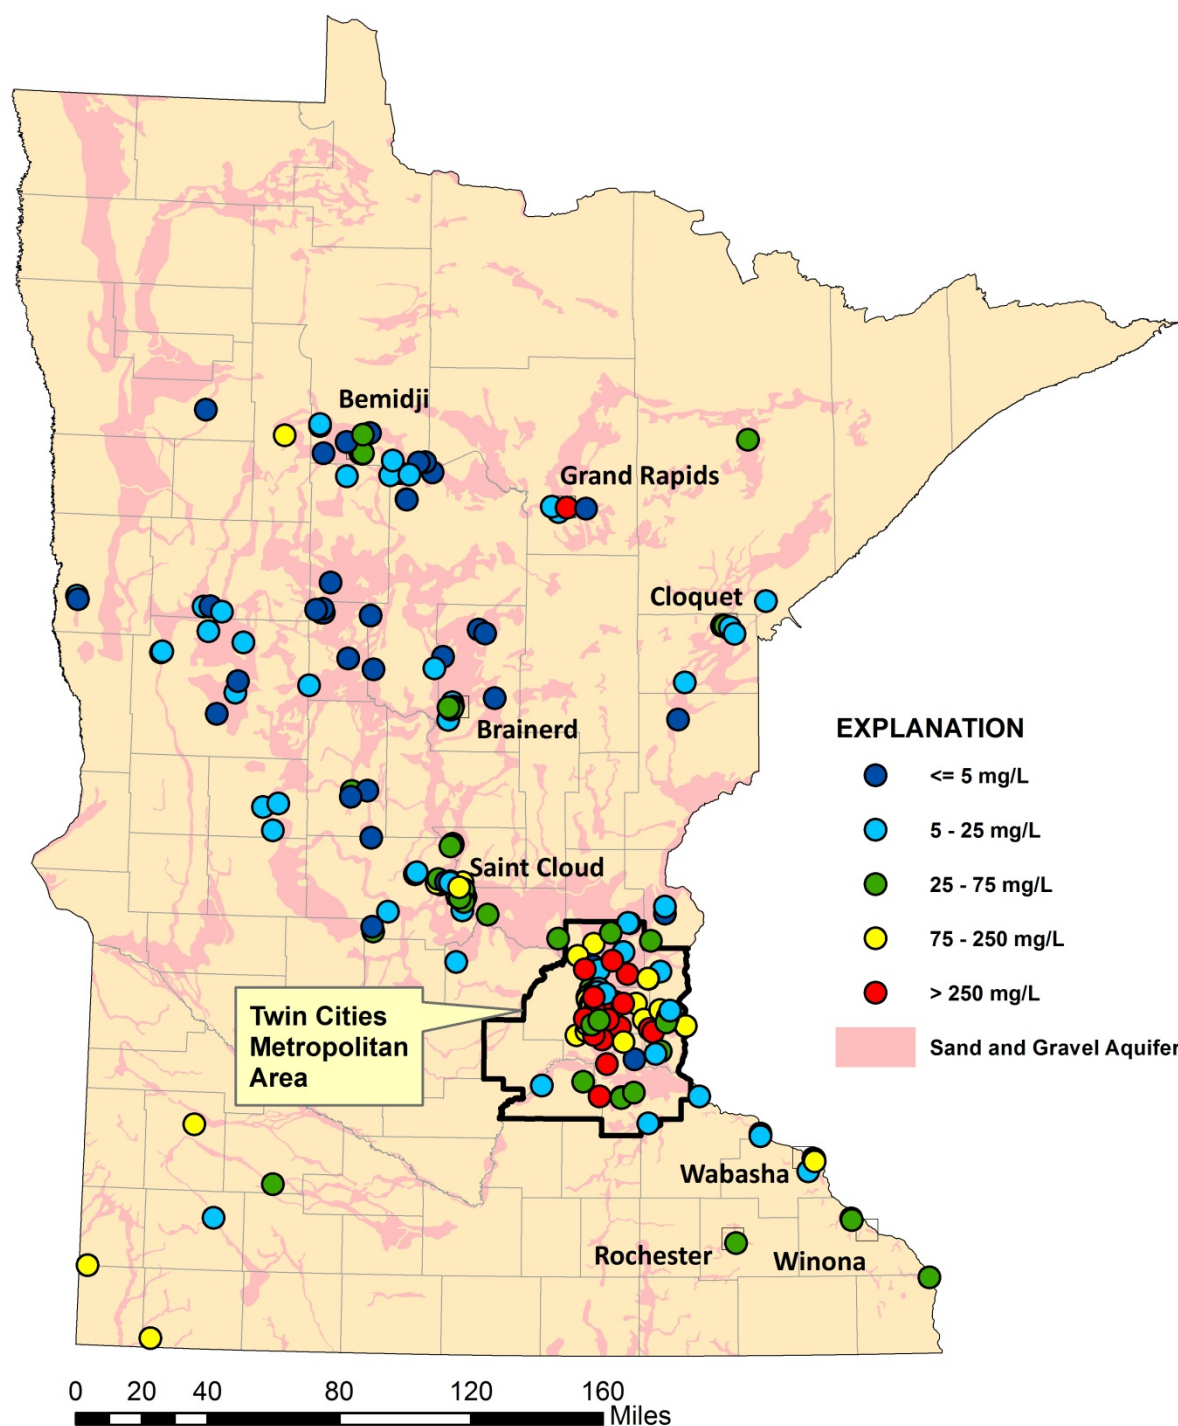 Bemidji
Grand Rapids
Cloquet
Brainerd
EXPLANATION
<= 5 mg/L
5 - 25 mg/L
25 - 75 mg/L
75 - 250 mg/L
> 250 mg/L
Sand and Gravel Aquifer
Saint Cloud
Twin Cities
Metropolitan
Area
Wabasha
Rochester
Winona
0 20 40 80 120 160
Miles